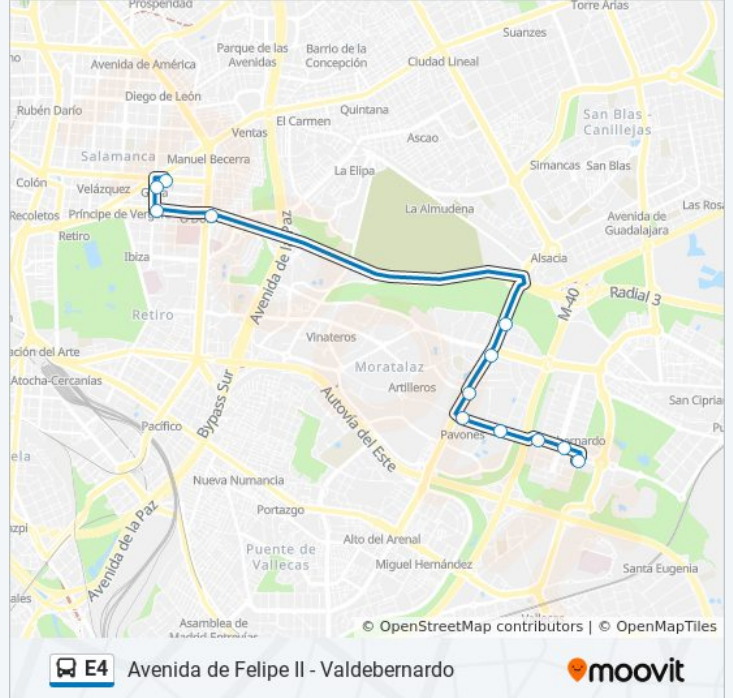 Prosperidad
Torre Arias
Suanzes
Parque de las
Avenidas
Barrio de la
Concepción
Avenida de América
Ciudad Lineal
Diego de León
Rubén Darío
Quintana
El Carmen
San Blas -
Canillejas
Ventas
Ascao
Salamanca
Manuel Becerra
La Elipa
Simancas
San Blas
Colón
Velázquez
La Almudena
Las Rosa
Recoletos
Príncipe de Vergara
Avenida de
Guadalajara
Retiro
Ibiza
Avenida de la Paz
Alsacia
M-40
Radial 3
Retiro
Vinateros
ación del Arte
Moratalaz
Atocha-Cercanías
Artilleros
San Cipria
Bypass Sur
Autovía del Este
Pacífico
Pavones
ela
Nueva Numancia
Avenida de la Paz
Portazgo
Alto del Arenal
Puente de
Vallecas
Miguel Hernández
Santa Eugenia
ales
Asamblea de
© OpenStreetMap contributors | © OpenMapTiles
E4 Avenida de Felipe II - Valdebernardo
moovit